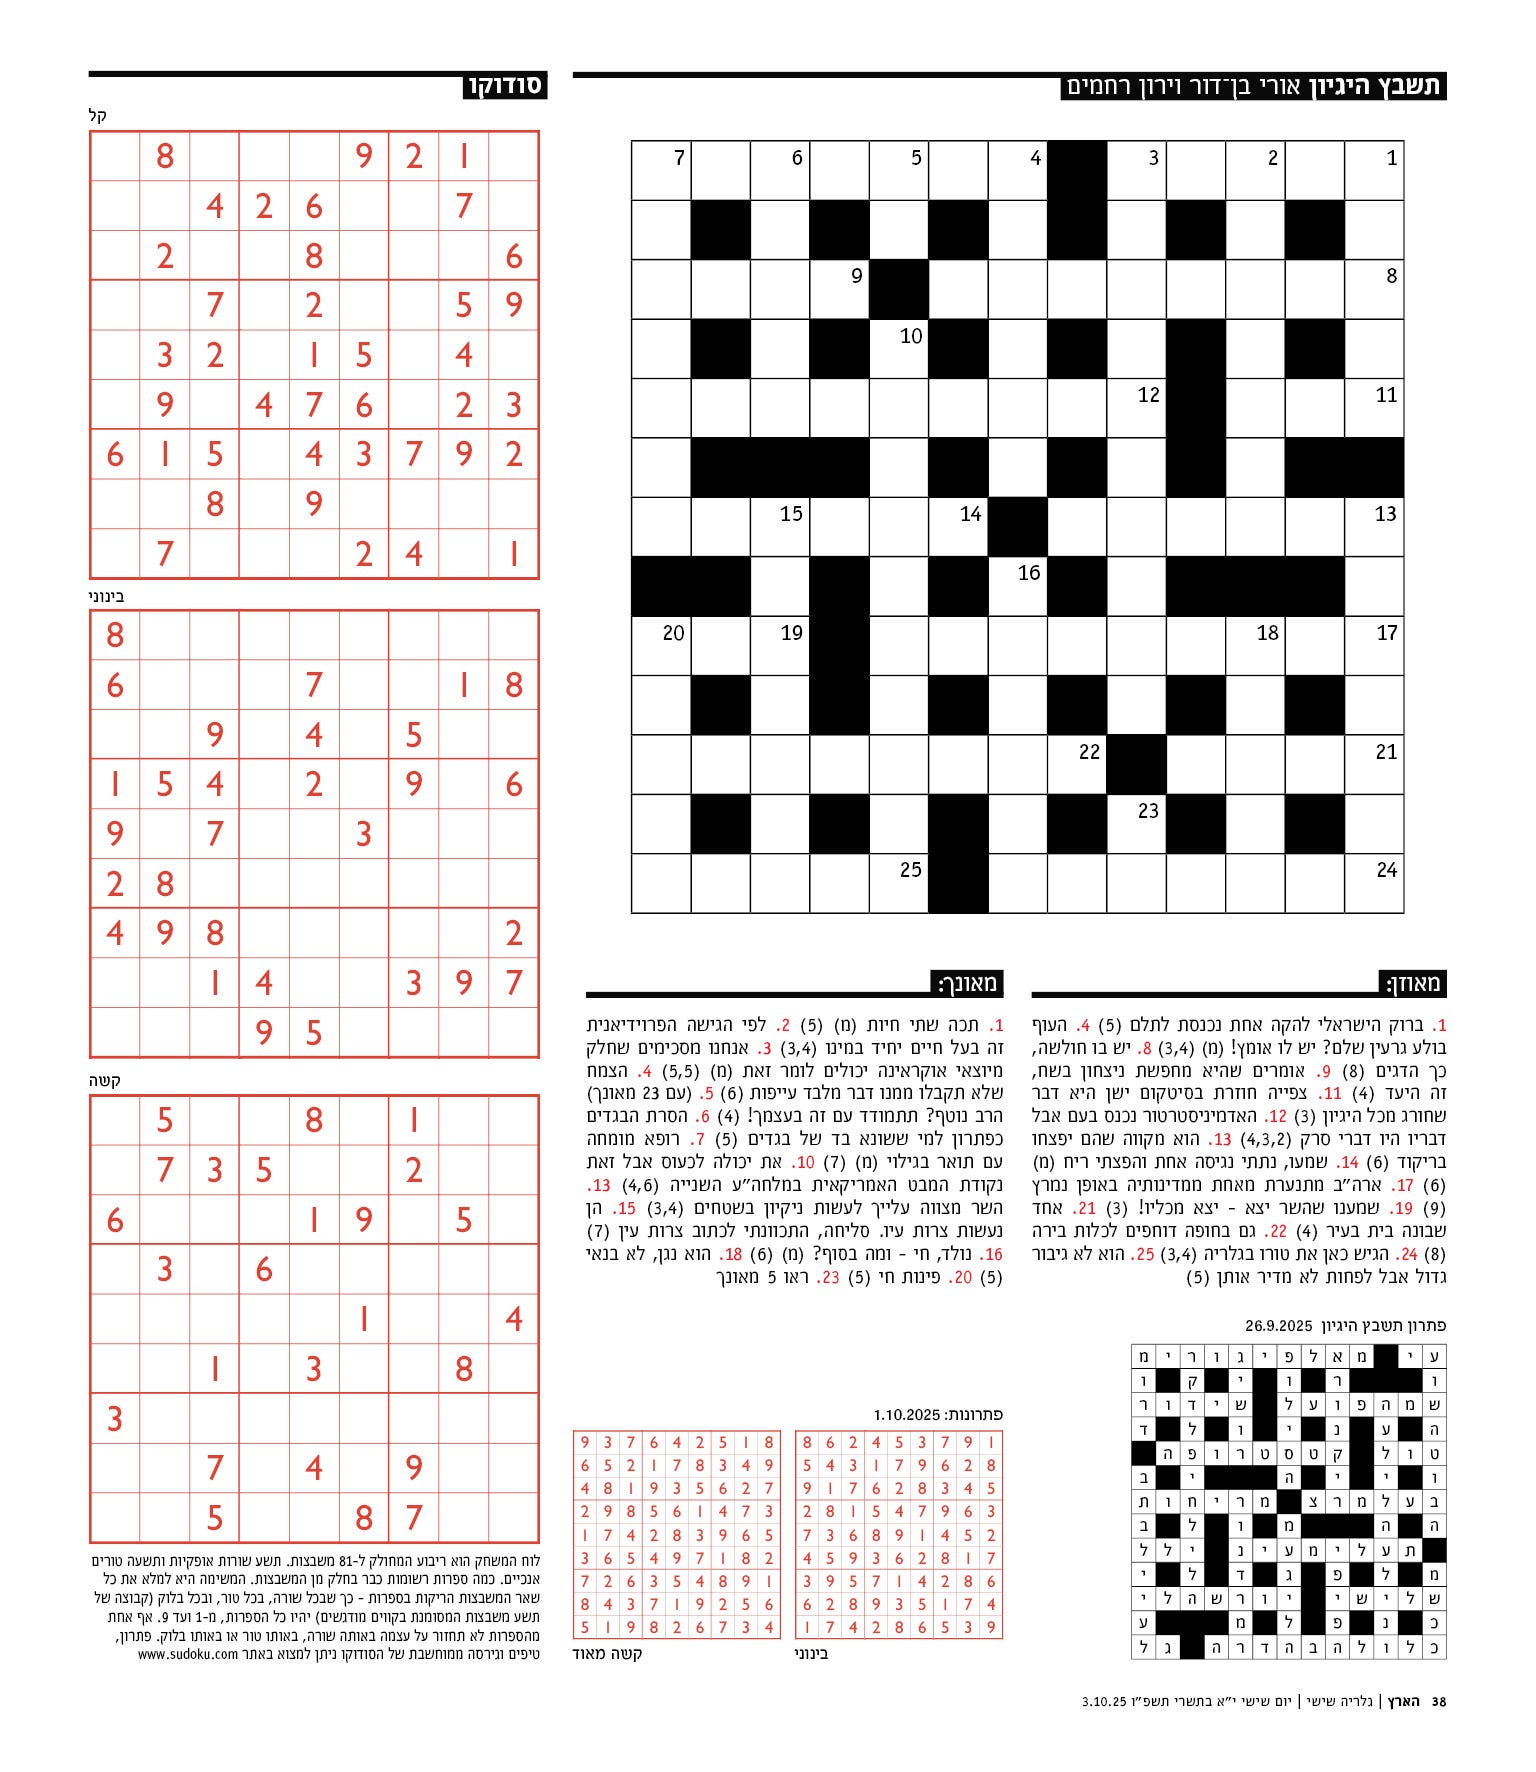 תשבץ היגיון אורי בן־דור וירון רחמים
1 2 3 4 5 6 7
8 9
10
11 12
13 14 15
16
17 18 19 20
21 22
23
24 25
מאוזן:
1. ברוק הישראלי להקה אחת נכנסת לתלם (5) 4. העוף
בולע גרעין שלם? יש לו אומץ! (מ) (3,4) 8. יש בו חולשה,
כך הדגים (8) 9. אומרים שהיא מחפשת ניצחון בשח,
זה היעד (4) 11. צפייה חוזרת בסיטקום ישן היא דבר
שחורג מכל היגיון (3) 12. האדמיניסטרטור נכנס בעם אבל
דבריו היו דברי סרק (4,3,2) 13. הוא מקווה שהם יפצחו
בריקוד (6) 14. שמעו, נתתי נגיסה אחת והפצתי ריח (מ)
(6) 17. ארה"ב מתנערת מאחת ממדינותיה באופן נמרץ
(9) 19. שמענו שהשר יצא - יצא מכליו! (3) 21. אחד
שבונה בית בעיר (4) 22. גם בחופה דוחפים לכלות בירה
(8) 24. הגיש כאן את טורו בגלריה (3,4) 25. הוא לא גיבור
גדול אבל לפחות לא מדיר אותן (5)
מאונך:
1. תכה שתי חיות (מ) (5) 2. לפי הגישה הפרוידיאנית
זה בעל חיים יחיד במינו (3,4) 3. אנחנו מסכימים שחלק
מיוצאי אוקראינה יכולים לומר זאת (מ) (5,5) 4. הצמח
שלא תקבלו ממנו דבר מלבד עייפות (6) 5. (עם 23 מאונך)
הרב נוטף? תתמודד עם זה בעצמך! (4) 6. הסרת הבגדים
כפתרון למי ששונא בד של בגדים (5) 7. רופא מומחה
עם תואר בגילוי (מ) (7) 10. את יכולה לכעוס אבל זאת
נקודת המבט האמריקאית במלחה"ע השנייה (4,6) 13.
השר מצווה עלייך לעשות ניקיון בשטחים (3,4) 15. הן
נעשות צרות עיו. סליחה, התכוונתי לכתוב צרות עין (7)
16. נולד, חי - ומה בסוף? (מ) (6) 18. הוא נגן, לא בנאי
(5) 20. פינות חי (5) 23. ראו 5 מאונך
פתרון תשבץ היגיון 26.9.2025
ע י מ א ל פ י ג ו ר י מ
ו ר ו י ק ו
ש מ ה פ ו ע ל ש י ד ו ר
ה ע נ י ו ל ד
ט ו ל ק ט ס ט ר ו פ ה
ו י י ה י ב
ב ע ל מ ר צ מ ר י ח ו ת
ה ה מ ו ל ב
ת ע ל י מ ע י נ י ל ל
מ ל פ ג ד ל י
ש ל י ש י י ו ר ש ה ל י
כ נ פ ל מ ע
כ ל ו ל ה ב ה ד ר ה ג ל
פתרונות: 1.10.2025
8 6 2 4 5 3 7 9 1
5 4 3 1 7 9 6 2 8
9 1 7 6 2 8 3 4 5
2 8 1 5 4 7 9 6 3
7 3 6 8 9 1 4 5 2
4 5 9 3 6 2 8 1 7
3 9 5 7 1 4 2 8 6
6 2 8 9 3 5 1 7 4
1 7 4 2 8 6 5 3 9
בינוני
9 3 7 6 4 2 5 1 8
6 5 2 1 7 8 3 4 9
4 8 1 9 3 5 6 2 7
2 9 8 5 6 1 4 7 3
1 7 4 2 8 3 9 6 5
3 6 5 4 9 7 1 8 2
7 2 6 3 5 4 8 9 1
8 4 3 7 1 9 2 5 6
5 1 9 8 2 6 7 3 4
קשה מאוד
סודוקו
קל
8 9 2 1
4 2 6 7
2 8 6
7 2 5 9
3 2 1 5 4
9 4 7 6 2 3
6 1 5 4 3 7 9 2
8 9
7 2 4 1
בינוני
8
6 7 1 8
9 4 5
1 5 4 2 9 6
9 7 3
2 8
4 9 8 2
1 4 3 9 7
9 5
קשה
5 8 1
7 3 5 2
6 1 9 5
3 6
1 4
1 3 8
3
7 4 9
5 8 7
לוח המשחק הוא ריבוע המחולק ל-81 משבצות. תשע שורות אופקיות ותשעה טורים
אנכיים. כמה ספרות רשומות כבר בחלק מן המשבצות. המשימה היא למלא את כל
שאר המשבצות הריקות בספרות - כך שבכל שורה, בכל טור, ובכל בלוק (קבוצה של
תשע משבצות המסומנת בקווים מודגשים) יהיו כל הספרות, מ-1 ועד 9. אף אחת
מהספרות לא תחזור על עצמה באותה שורה, באותו טור או באותו בלוק. פתרון,
טיפים וגירסה ממוחשבת של הסודוקו ניתן למצוא באתר www.sudoku.com
38 הארץ | גלריה שישי | יום שישי י"א בתשרי תשפ"ו 3.10.25